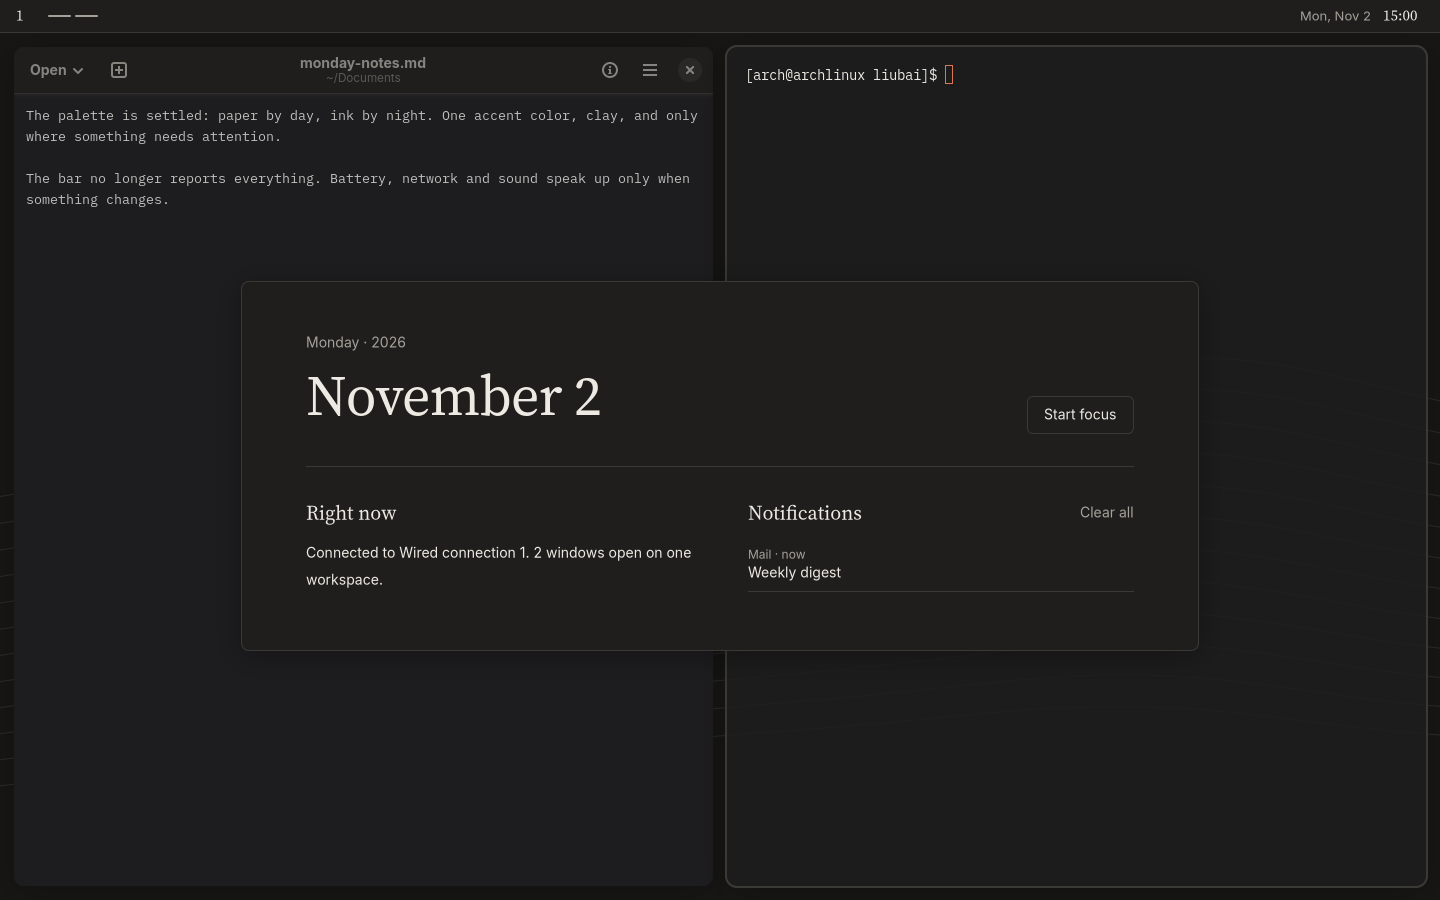 1
Mon, Nov 2 15:00
Open
monday-notes.md
~/Documents
The palette is settled: paper by day, ink by night. One accent color, clay, and only
where something needs attention.
The bar no longer reports everything. Battery, network and sound speak up only when
something changes.
[arch@archlinux liubai]$
Monday · 2026
November 2
Start focus
Right now
Connected to Wired connection 1. 2 windows open on one
workspace.
Notifications
Clear all
Mail · now
Weekly digest